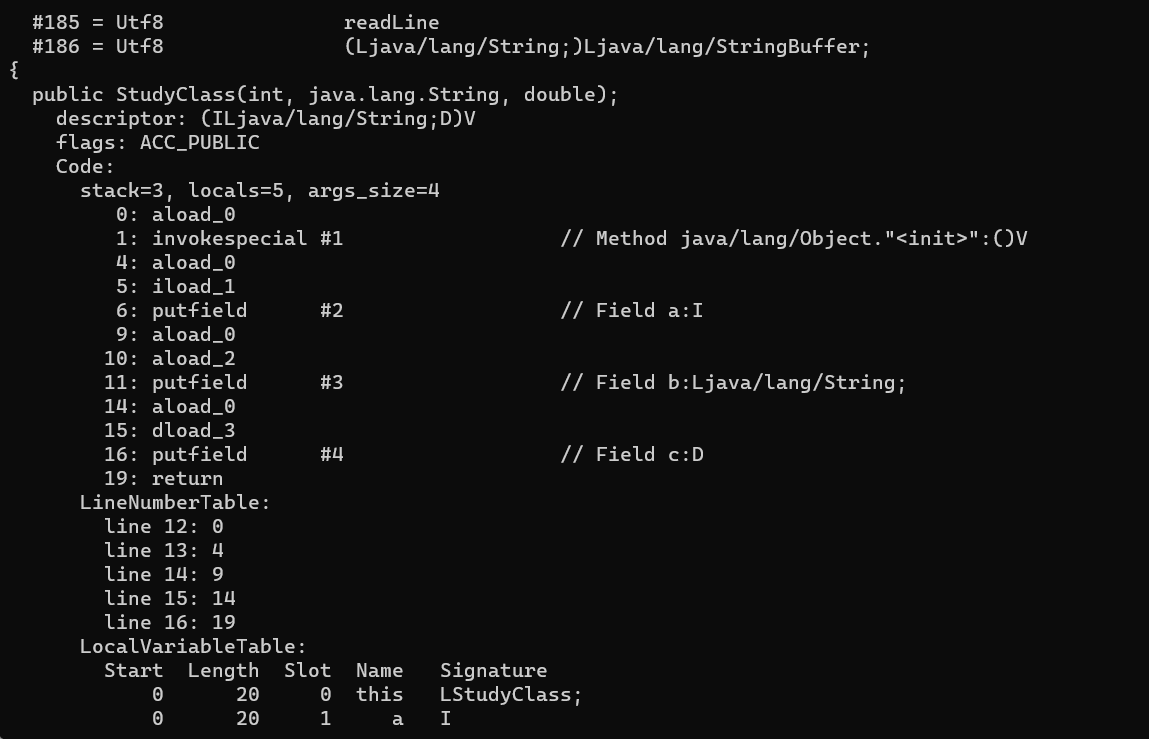 #185 = Utf8               readLine
#186 = Utf8               (Ljava/lang/String;)Ljava/lang/StringBuffer;
{
  public StudyClass(int, java.lang.String, double);
    descriptor: (ILjava/lang/String;D)V
    flags: ACC_PUBLIC
    Code:
      stack=3, locals=5, args_size=4
         0: aload_0
         1: invokespecial #1                  // Method java/lang/Object."<init>":()V
         4: aload_0
         5: iload_1
         6: putfield      #2                  // Field a:I
         9: aload_0
        10: aload_2
        11: putfield      #3                  // Field b:Ljava/lang/String;
        14: aload_0
        15: dload_3
        16: putfield      #4                  // Field c:D
        19: return
      LineNumberTable:
        line 12: 0
        line 13: 4
        line 14: 9
        line 15: 14
        line 16: 19
      LocalVariableTable:
        Start  Length  Slot  Name   Signature
            0      20     0  this   LStudyClass;
            0      20     1     a   I